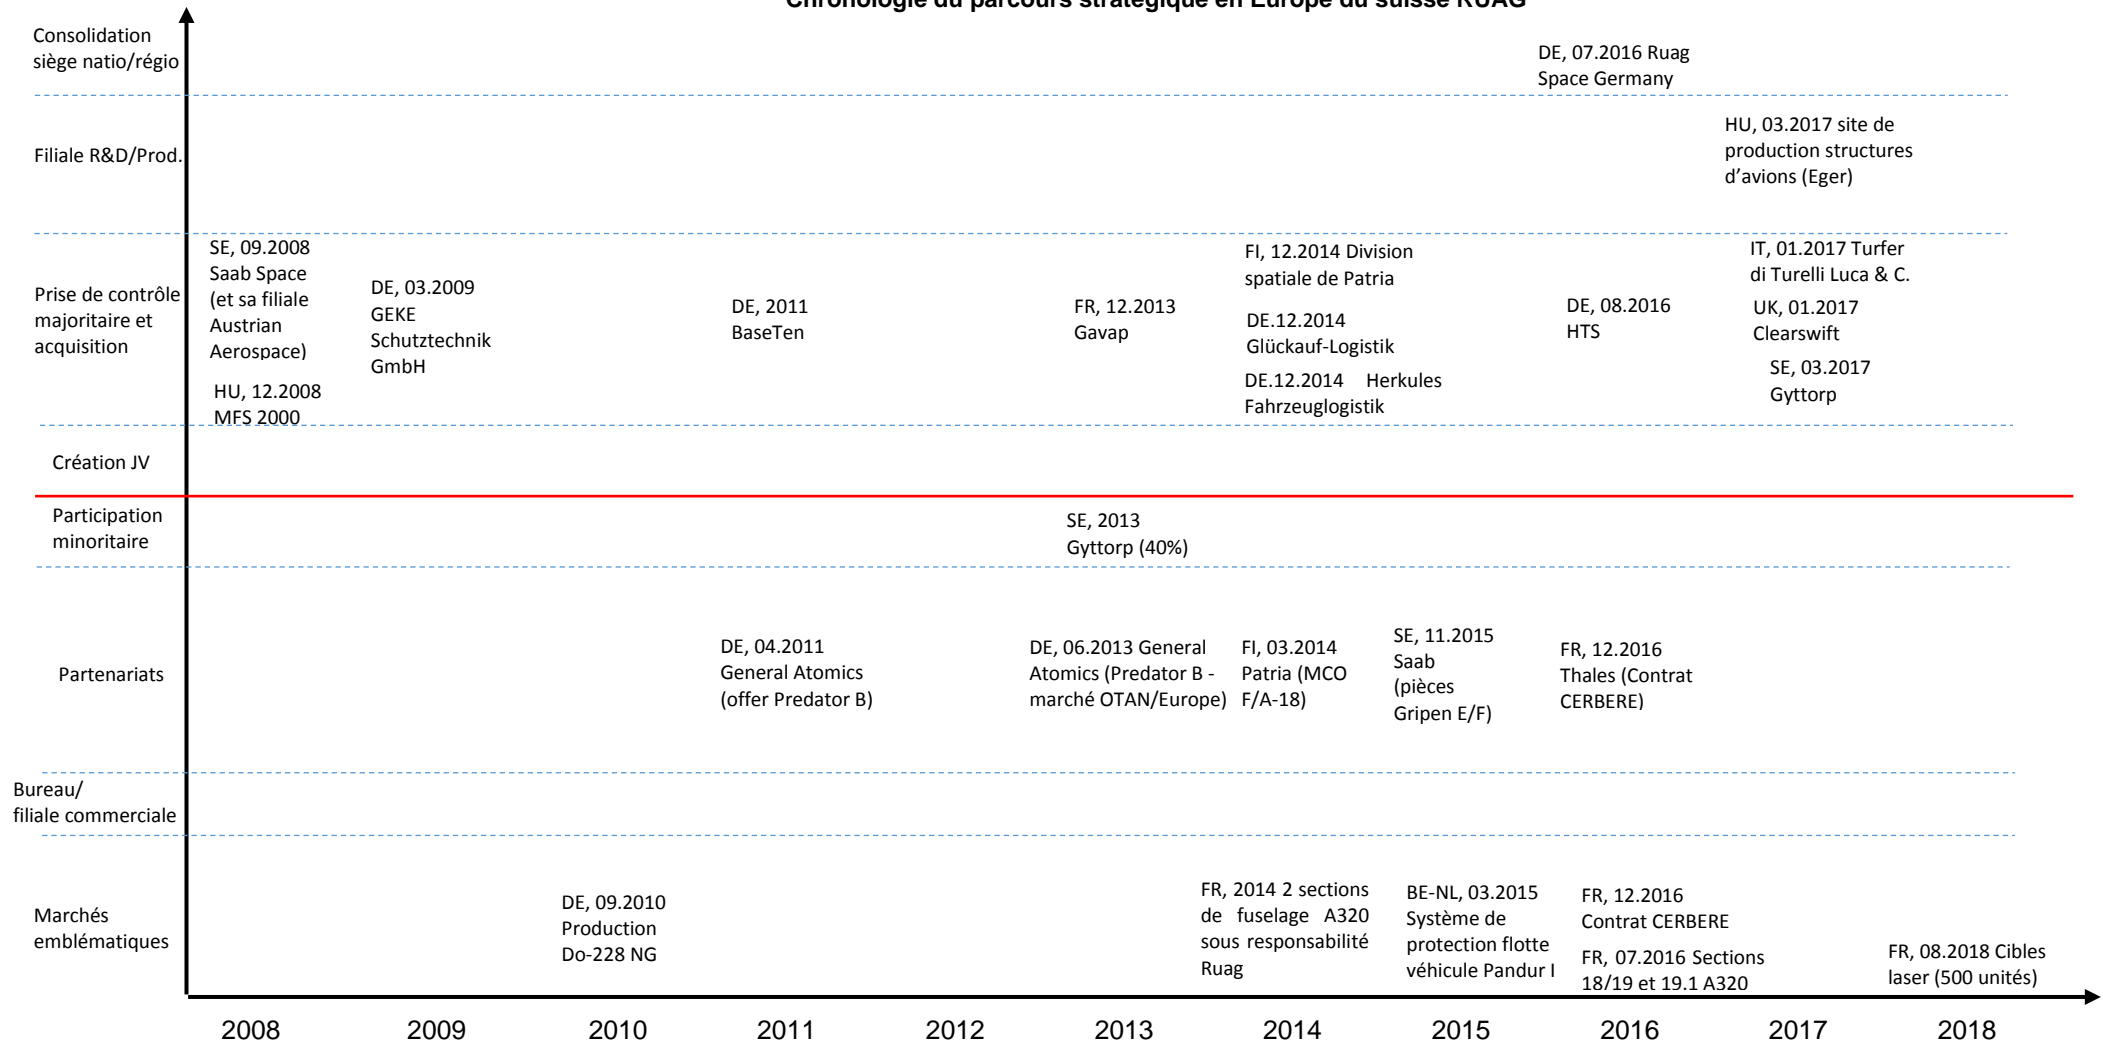 Chronologie du parcours stratégique en Europe du suisse RUAG
Consolidation
siège natio/régio
DE, 07.2016 Ruag
Space Germany
Filiale R&D/Prod.
HU, 03.2017 site de
production structures
d’avions (Eger)
Prise de contrôle
majoritaire et
acquisition
SE, 09.2008
Saab Space
(et sa filiale
Austrian
Aerospace)
HU, 12.2008
MFS 2000
DE, 03.2009
GEKE
Schutztechnik
GmbH
DE, 2011
BaseTen
FR, 12.2013
Gavap
FI, 12.2014 Division
spatiale de Patria
DE.12.2014
Glückauf-Logistik
DE.12.2014 Herkules
Fahrzeuglogistik
DE, 08.2016
HTS
IT, 01.2017 Turfer
di Turelli Luca & C.
UK, 01.2017
Clearswift
SE, 03.2017
Gyttorp
Création JV
Participation
minoritaire
SE, 2013
Gyttorp (40%)
Partenariats
DE, 04.2011
General Atomics
(offer Predator B)
DE, 06.2013 General
Atomics (Predator B -
marché OTAN/Europe)
FI, 03.2014
Patria (MCO
F/A-18)
SE, 11.2015
Saab
(pièces
Gripen E/F)
FR, 12.2016
Thales (Contrat
CERBERE)
Bureau/
filiale commerciale
Marchés
emblématiques
DE, 09.2010
Production
Do-228 NG
FR, 2014 2 sections
de fuselage A320
sous responsabilité
Ruag
BE-NL, 03.2015
Système de
protection flotte
véhicule Pandur I
FR, 12.2016
Contrat CERBERE
FR, 07.2016 Sections
18/19 et 19.1 A320
FR, 08.2018 Cibles
laser (500 unités)
2008 2009 2010 2011 2012 2013 2014 2015 2016 2017 2018